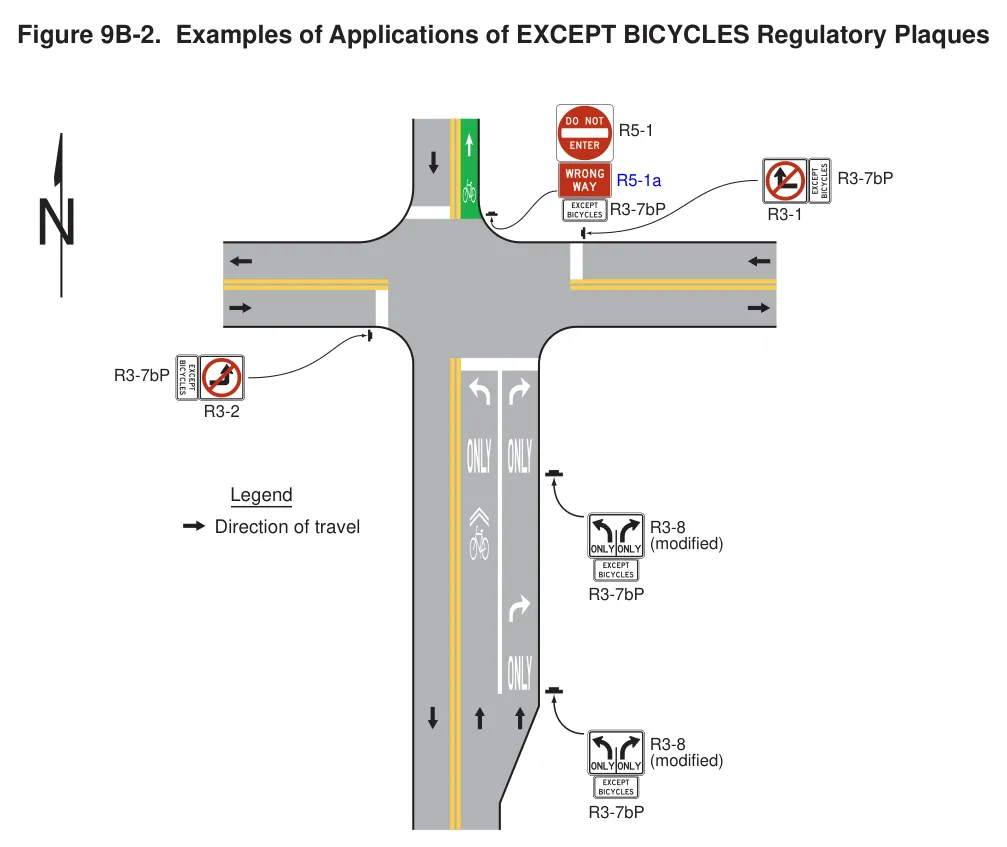 Figure 9B-2. Examples of Applications of EXCEPT BICYCLES Regulatory Plaques
DO NOT
ENTER
R5-1
WRONG
WAY
R5-1a
EXCEPT
BICYCLES
R3-7bP
EXCEPT
BICYCLES
R3-7bP
R3-1
N
R3-7bP
EXCEPT
BICYCLES
R3-2
ONLY
ONLY
Legend
Direction of travel
R3-8
(modified)
ONLY
ONLY
EXCEPT
BICYCLES
R3-7bP
ONLY
R3-8
(modified)
ONLY
ONLY
EXCEPT
BICYCLES
R3-7bP